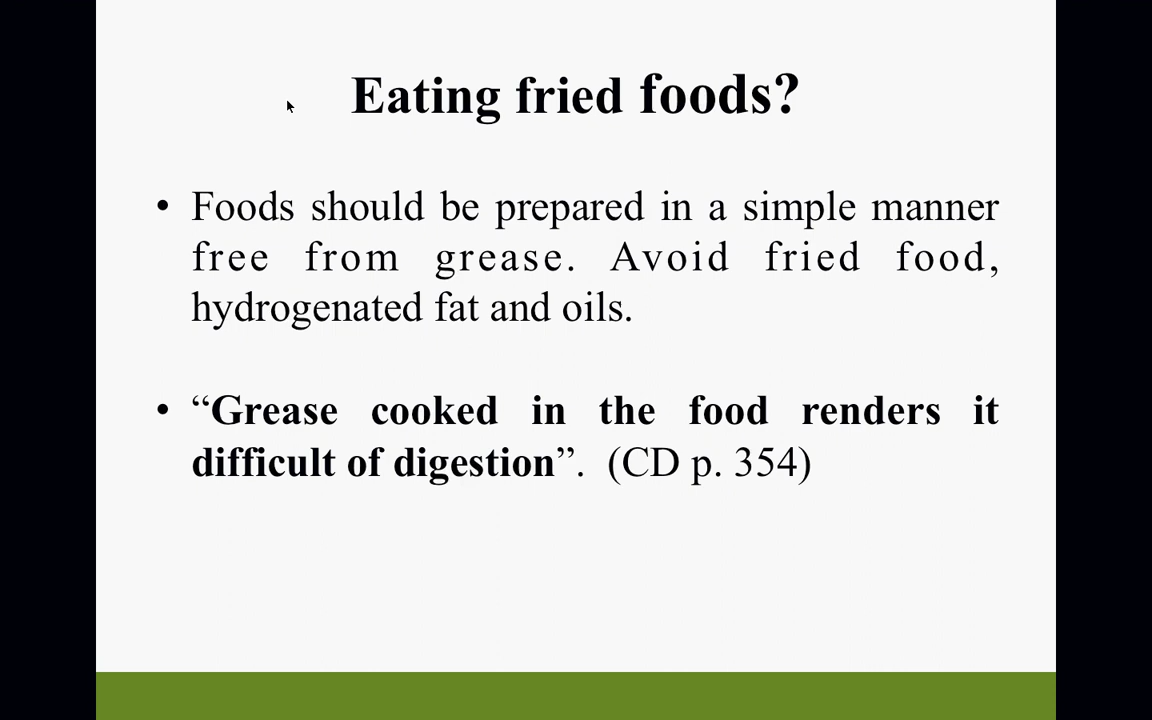 Eating fried foods?
• Foods should be prepared in a simple manner
free from grease. Avoid fried food,
hydrogenated fat and oils.
• “Grease cooked in the food renders it
difficult of digestion”. (CD p. 354)